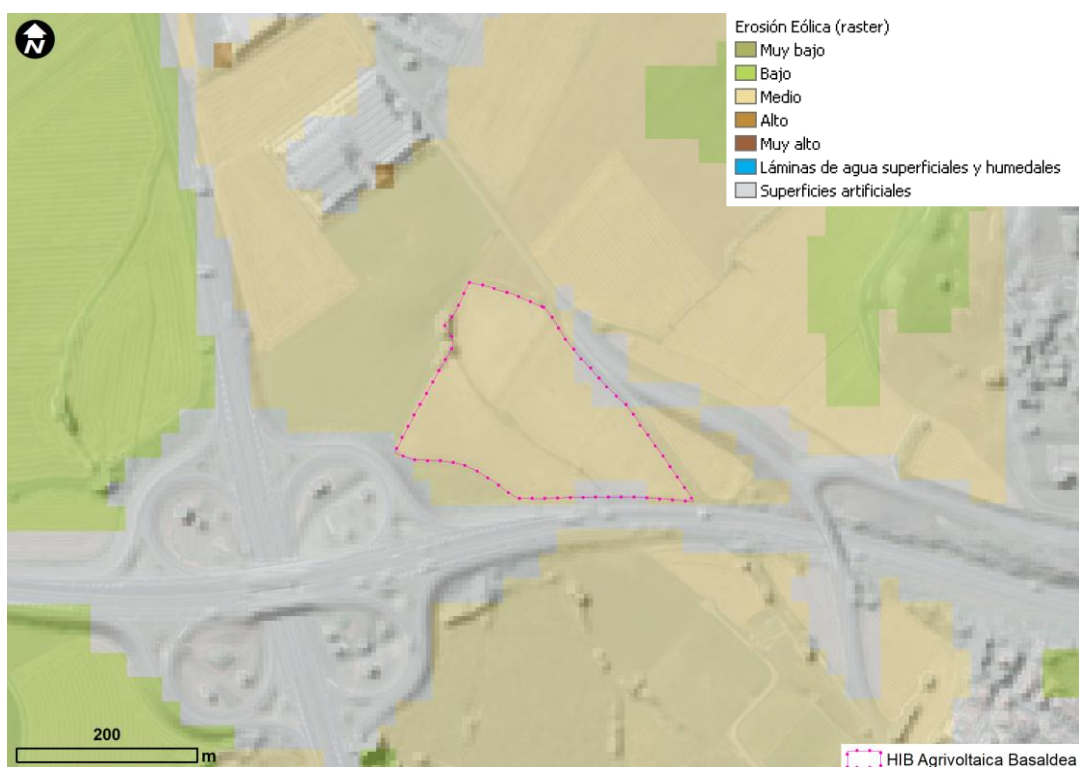 N
Erosión Eólica (raster)
Muy bajo
Bajo
Medio
Alto
Muy alto
Láminas de agua superficiales y humedales
Superficies artificiales
200
m
HIB Agrivoltaica Basaldea